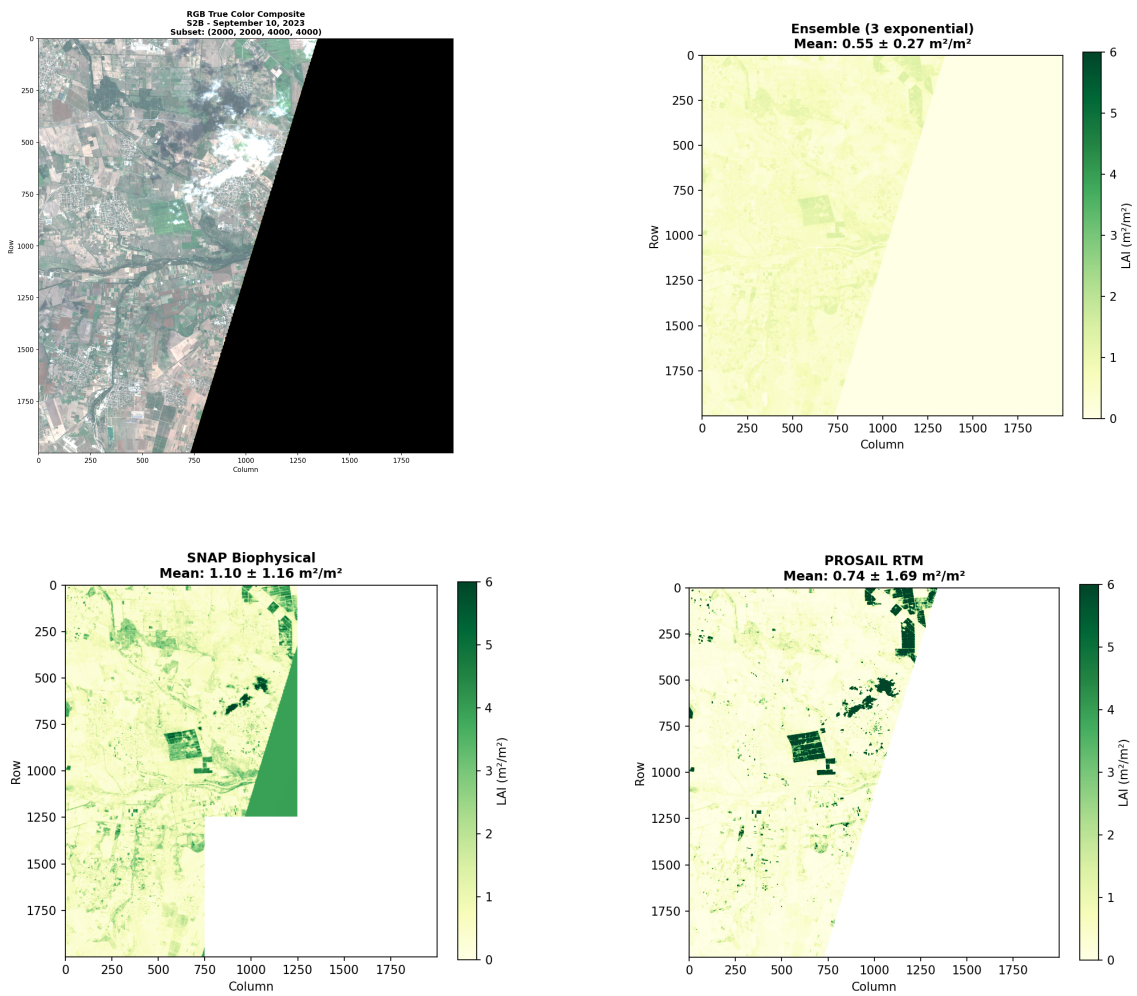 RGB True Color Composite
S2B - September 10, 2023
Subset: (2000, 2000, 4000, 4000)
0
250
500
750
1000
1250
1500
1750
Row
0 250 500 750 1000 1250 1500 1750
Column
Ensemble (3 exponential)
Mean: 0.55 ± 0.27 m²/m²
0
250
500
750
1000
1250
1500
1750
Row
0 250 500 750 1000 1250 1500 1750
Column
6
5
4
3
2
1
0
LAI (m²/m²)
SNAP Biophysical
Mean: 1.10 ± 1.16 m²/m²
0
250
500
750
1000
1250
1500
1750
Row
0 250 500 750 1000 1250 1500 1750
Column
6
5
4
3
2
1
0
LAI (m²/m²)
PROSAIL RTM
Mean: 0.74 ± 1.69 m²/m²
0
250
500
750
1000
1250
1500
1750
Row
0 250 500 750 1000 1250 1500 1750
Column
6
5
4
3
2
1
0
LAI (m²/m²)